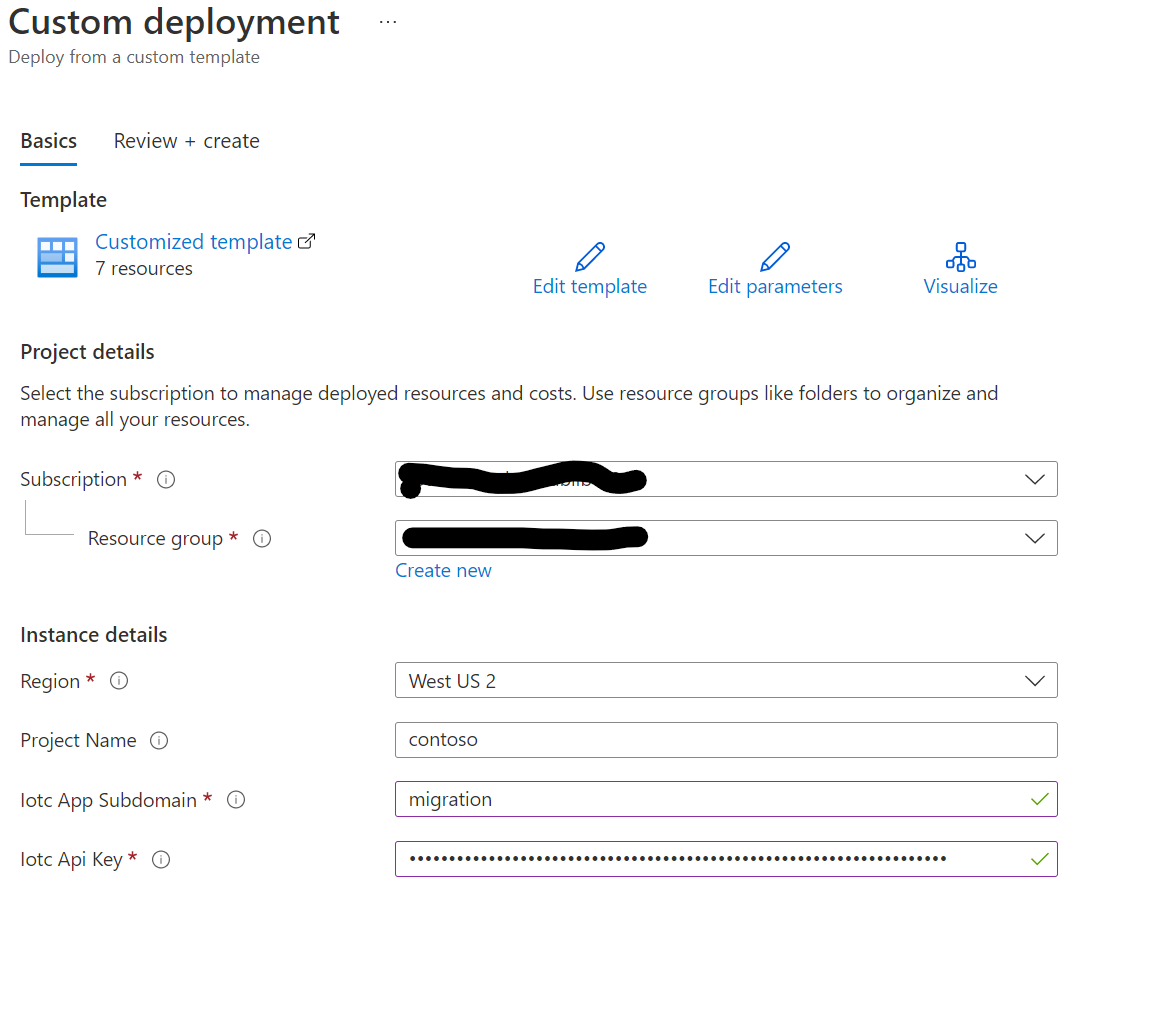 Custom deployment ...
Deploy from a custom template
Basics Review + create
Template
Customized template
7 resources
Edit template Edit parameters Visualize
Project details
Select the subscription to manage deployed resources and costs. Use resource groups like folders to organize and
manage all your resources.
Subscription *
Resource group *
Create new
Instance details
Region * West US 2
Project Name contoso
Iotc App Subdomain * migration
Iotc Api Key *